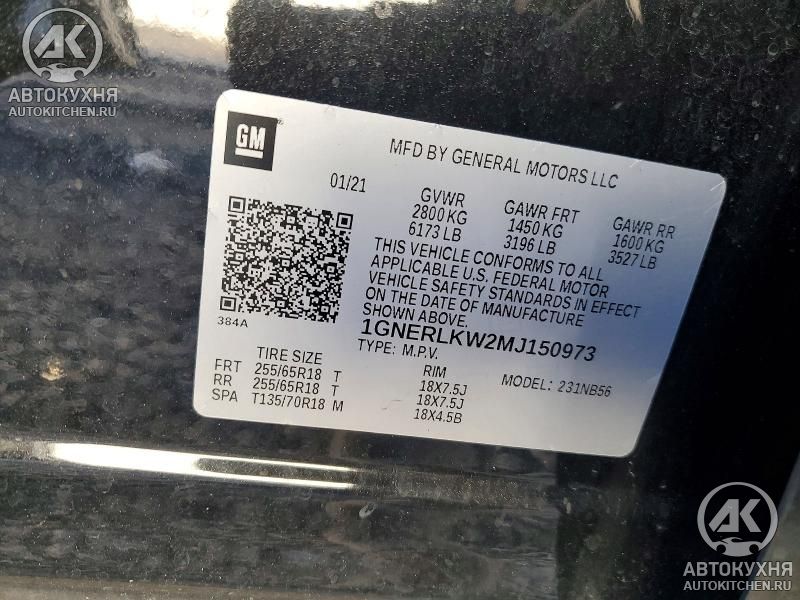 AK
АВТОКУХНЯ
AUTOKITCHEN.RU
GM
MFD BY GENERAL MOTORS LLC
01/21
GVWR GAWR FRT GAWR RR
2800 KG 1450 KG 1600 KG
6173 LB 3196 LB 3527 LB
THIS VEHICLE CONFORMS TO ALL
APPLICABLE U.S. FEDERAL MOTOR
VEHICLE SAFETY STANDARDS IN EFFECT
ON THE DATE OF MANUFACTURE
SHOWN ABOVE.
384A
1GNERLKW2MJ150973
TYPE: M.P.V.
MODEL: 231NB56
TIRE SIZE RIM
FRT 255/65R18 T 18X7.5J
RR 255/65R18 T 18X7.5J
SPA T135/70R18 M 18X4.5B
AK
АВТОКУХНЯ
AUTOKITCHEN.RU